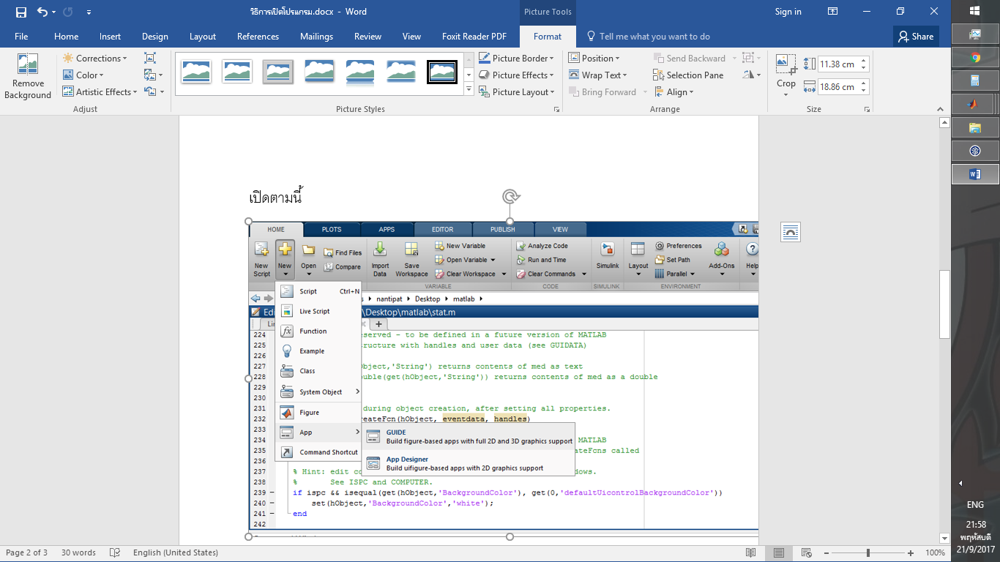 วิธีการเปิดโปรแกรม.docx - Word
Picture Tools
Sign in
File Home Insert Design Layout References Mailings Review View Foxit Reader PDF Format Tell me what you want to do Share
Remove Background
Corrections
Color
Artistic Effects
Adjust
Picture Styles
Picture Border
Picture Effects
Picture Layout
Position
Wrap Text
Bring Forward
Send Backward
Selection Pane
Align
Arrange
Crop
11.38 cm
18.86 cm
Size
เปิดตามนี้
HOME PLOTS APPS EDITOR PUBLISH VIEW
New Script
New
Open
Find Files
Compare
Import Data
Save Workspace
New Variable
Open Variable
Clear Workspace
VARIABLE
Analyze Code
Run and Time
Clear Commands
CODE
Simulink
SIMULINK
Layout
Preferences
Set Path
Parallel
Add-Ons
Help
ENVIRONMENT
s nantipat Desktop matlab
\Desktop\matlab\stat.m
Script Ctrl+N
Live Script
Function
Example
Class
System Object
Figure
App
Command Shortcut
GUIDE
Build figure-based apps with full 2D and 3D graphics support
App Designer
Build uifigure-based apps with 2D graphics support
224 served - to be defined in a future version of MATLAB
225 ructure with handles and user data (see GUIDATA)
226
227 Object,'String') returns contents of med as text
228 ouble(get(hObject,'String')) returns contents of med as a double
229
230
231 during object creation, after setting all properties.
232 reateFcn(hObject, eventdata, handles)
233
234 MATLAB
235 ateFcns called
236
237 % Hint: edit co dows.
238 % See ISPC and COMPUTER.
239 if ispc && isequal(get(hObject,'BackgroundColor'), get(0,'defaultUicontrolBackgroundColor'))
240 set(hObject,'BackgroundColor','white');
241 end
242
Page 2 of 3 30 words English (United States) 100%
ENG
21:58
พฤหัสบดี
21/9/2017